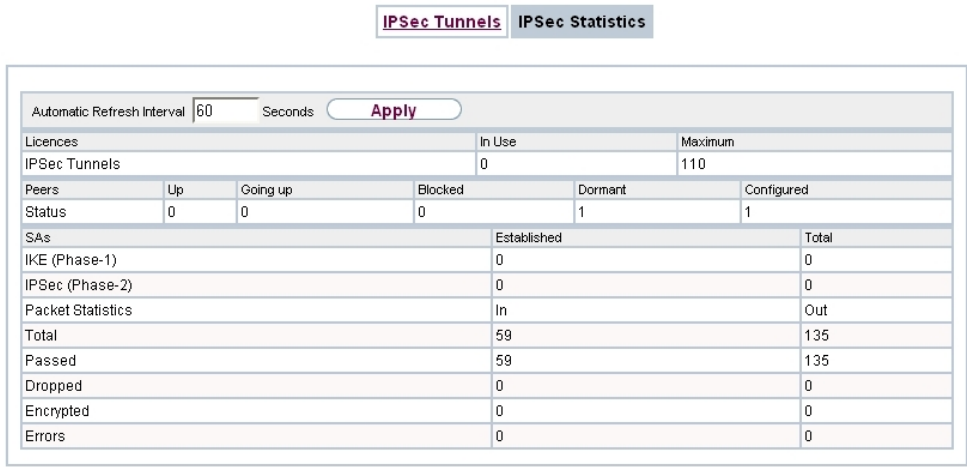 IPSec Tunnels IPSec Statistics
Automatic Refresh Interval 60 Seconds Apply
Licences In Use Maximum
IPSec Tunnels 0 110
Peers Up Going up Blocked Dormant Configured
Status 0 0 0 1 1
SAs Established Total
IKE (Phase-1) 0 0
IPSec (Phase-2) 0 0
Packet Statistics In Out
Total 59 135
Passed 59 135
Dropped 0 0
Encrypted 0 0
Errors 0 0